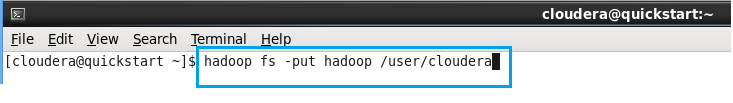 cloudera@quickstart:~
File Edit View Search Terminal Help
[cloudera@quickstart ~]$ hadoop fs -put hadoop /user/cloudera